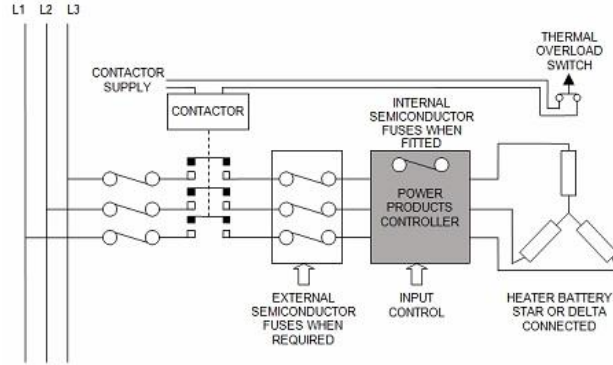 L1 L2 L3
THERMAL
OVERLOAD
SWITCH
CONTACTOR
SUPPLY
CONTACTOR
INTERNAL
SEMICONDUCTOR
FUSES WHEN
FITTED
POWER
PRODUCTS
CONTROLLER
EXTERNAL
SEMICONDUCTOR
FUSES WHEN
REQUIRED
INPUT
CONTROL
HEATER BATTERY
STAR OR DELTA
CONNECTED